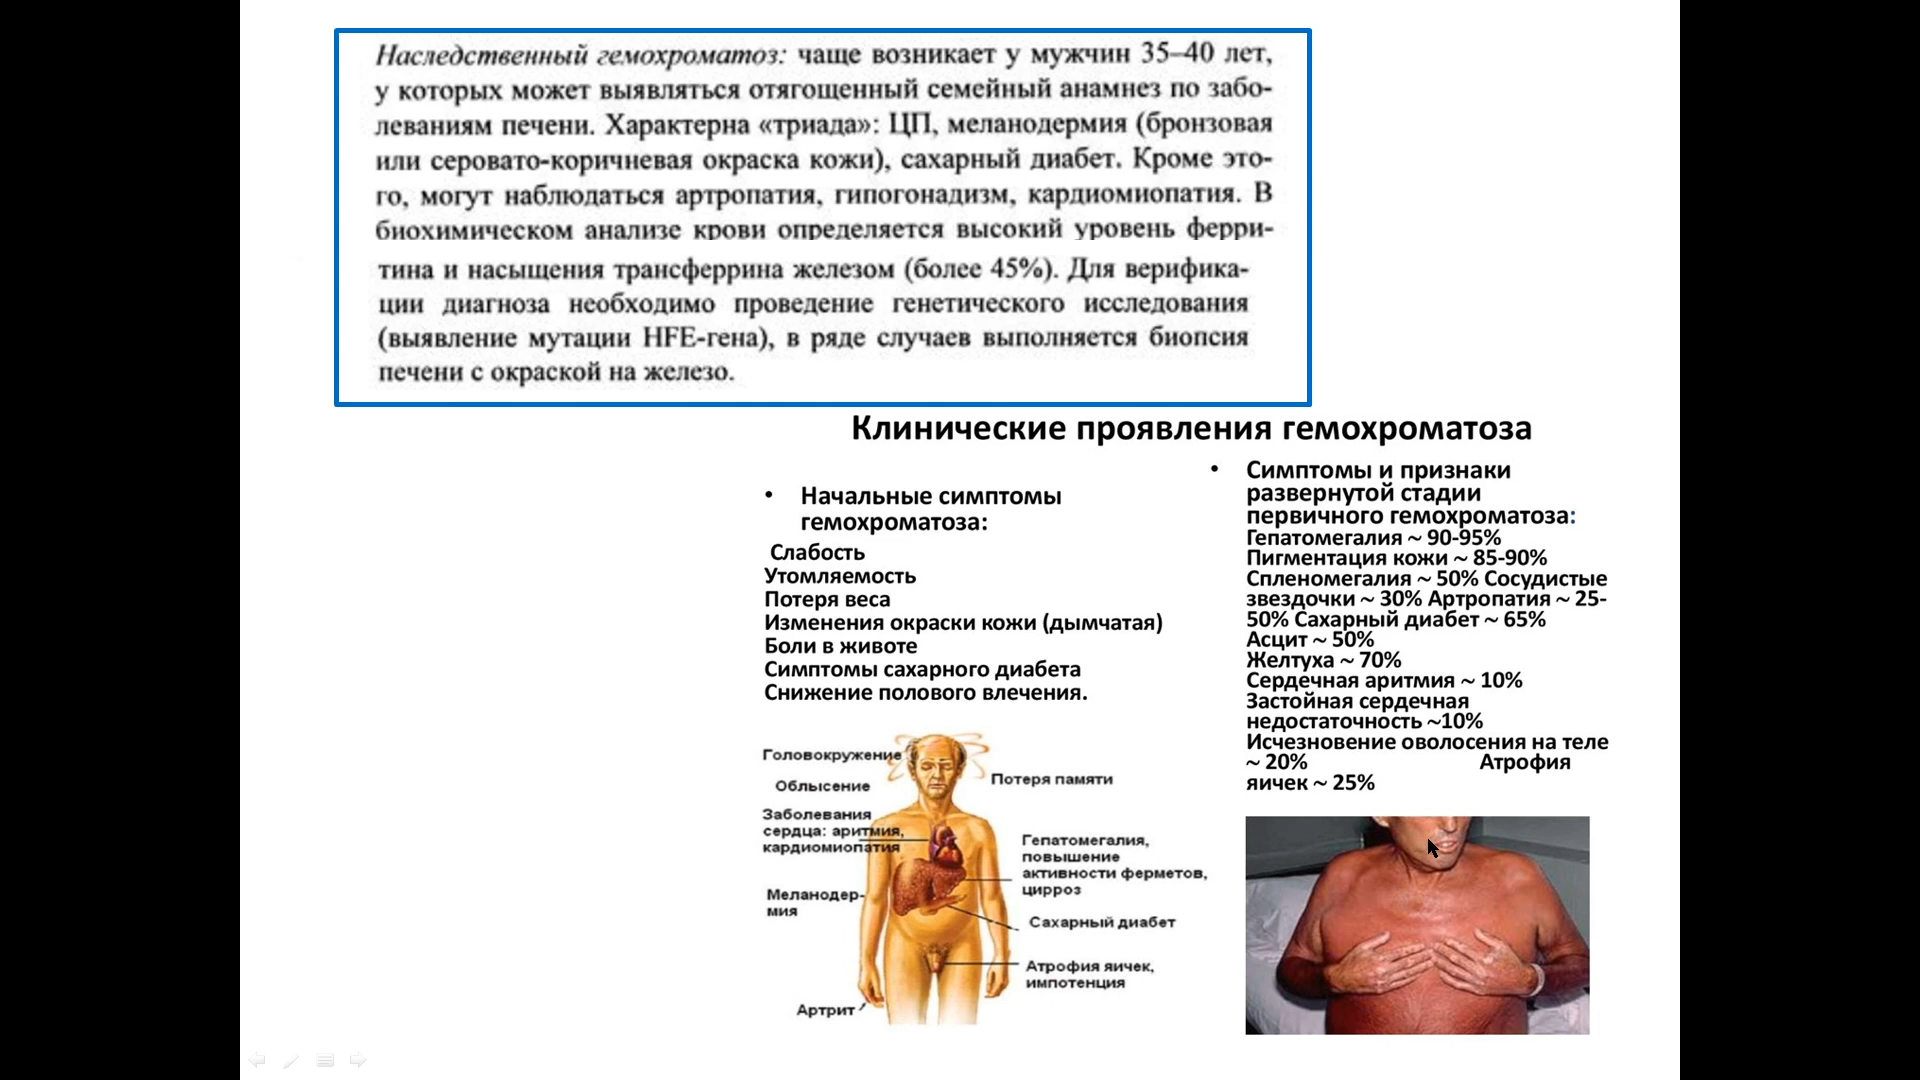 Наследственный гемохроматоз: чаще возникает у мужчин 35–40 лет,
у которых может выявляться отягощенный семейный анамнез по забо-
леваниям печени. Характерна «триада»: ЦП, меланодермия (бронзовая
или серовато-коричневая окраска кожи), сахарный диабет. Кроме это-
го, могут наблюдаться артропатия, гипогонадизм, кардиомиопатия. В
биохимическом анализе крови определяется высокий уровень ферри-
тина и насыщения трансферрина железом (более 45%). Для верифика-
ции диагноза необходимо проведение генетического исследования
(выявление мутации HFE-гена), в ряде случаев выполняется биопсия
печени с окраской на железо.
Клинические проявления гемохроматоза
• Начальные симптомы
гемохроматоза:
Слабость
Утомляемость
Потеря веса
Изменения окраски кожи (дымчатая)
Боли в животе
Симптомы сахарного диабета
Снижение полового влечения.
• Симптомы и признаки
развернутой стадии
первичного гемохроматоза:
Гепатомегалия ~ 90-95%
Пигментация кожи ~ 85-90%
Спленомегалия ~ 50% Сосудистые
звездочки ~ 30% Артропатия ~ 25-
50% Сахарный диабет ~ 65%
Асцит ~ 50%
Желтуха ~ 70%
Сердечная аритмия ~ 10%
Застойная сердечная
недостаточность ~10%
Исчезновение оволосения на теле
~ 20% Атрофия
яичек ~ 25%
Головокружение
Облысение
Заболевания
сердца: аритмия,
кардиомиопатия
Меланодер-
мия
Артрит
Потеря памяти
Гепатомегалия,
повышение
активности ферметов,
цирроз
Сахарный диабет
Атрофия яичек,
импотенция